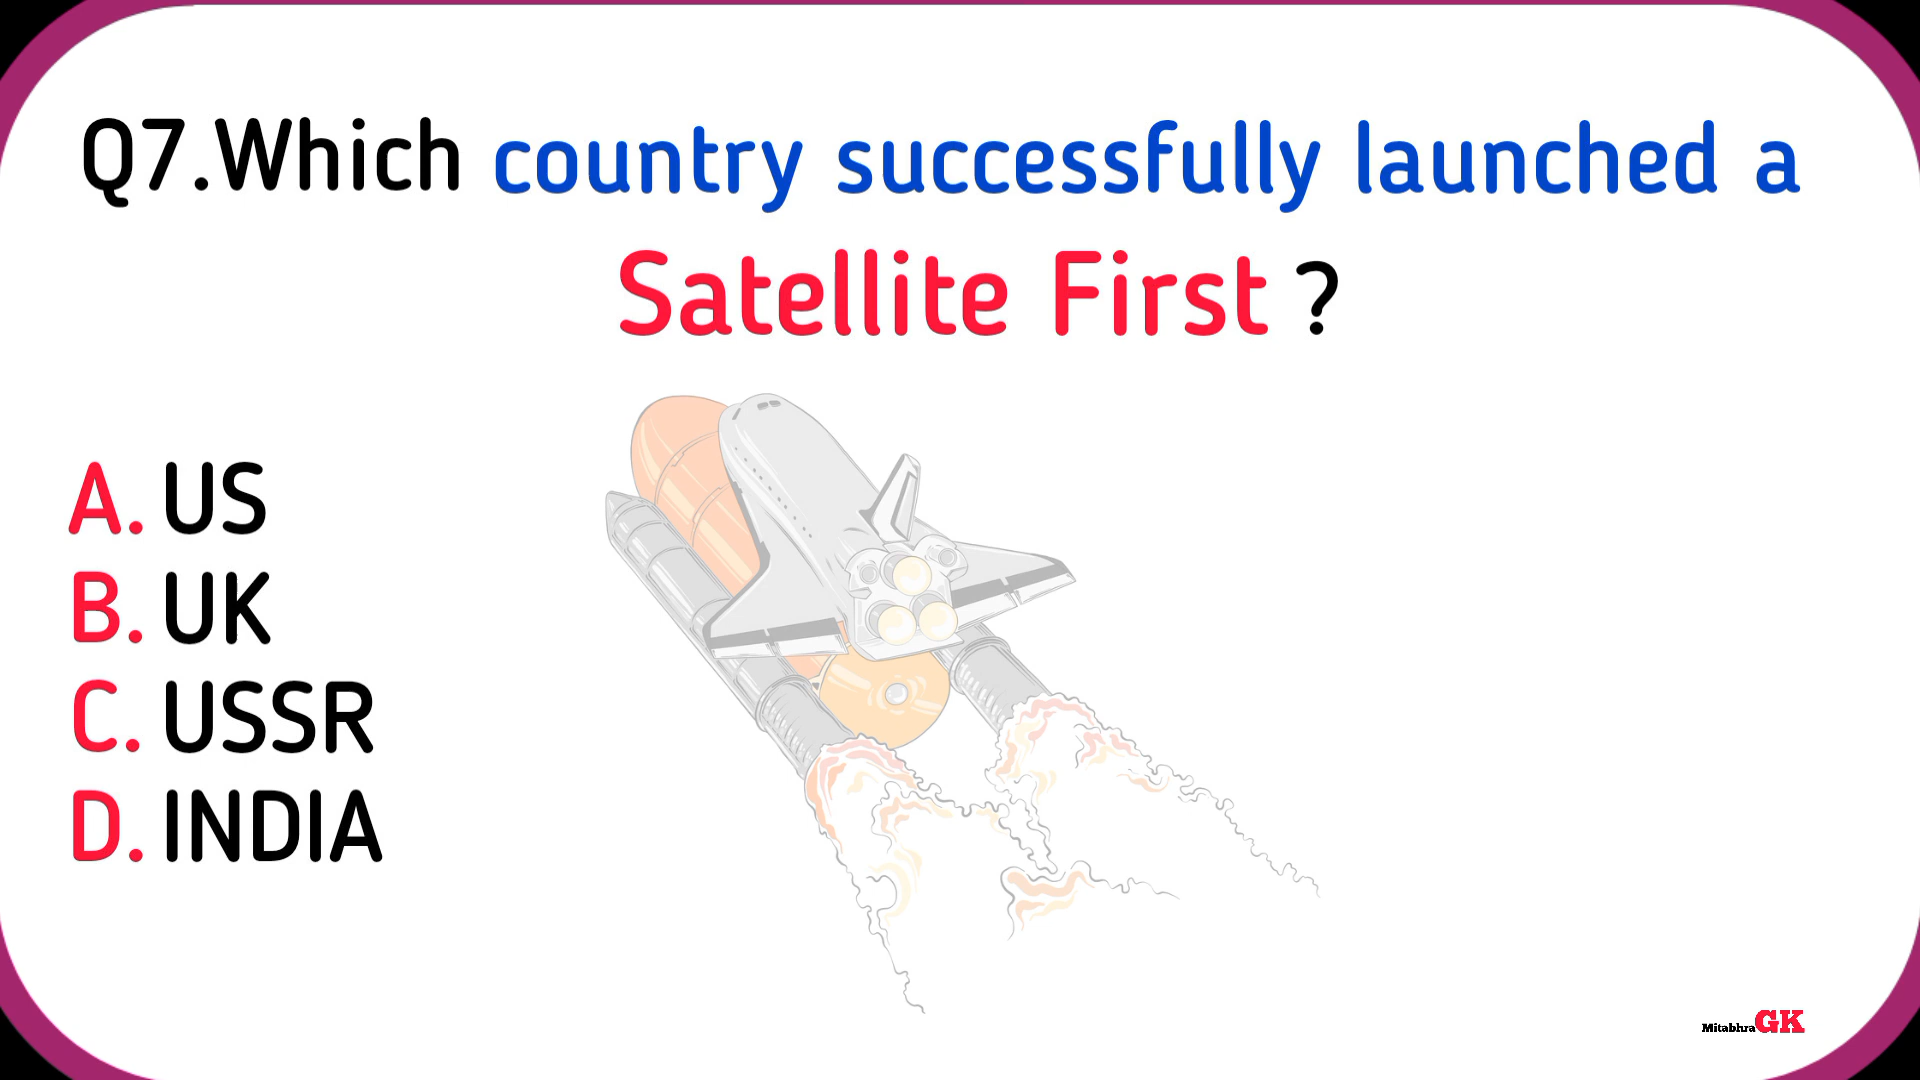 Q7.Which country successfully launched a
Satellite First ?
A. US
B. UK
C. USSR
D. INDIA
MitabhraGK